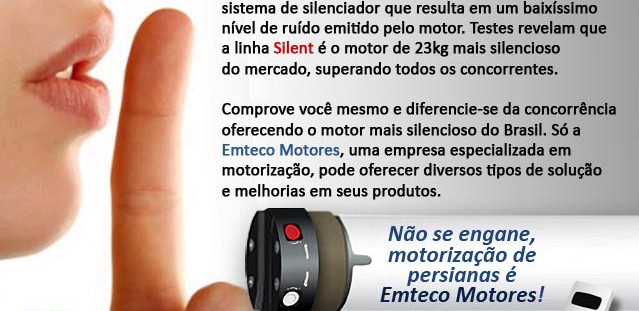 sistema de silenciador que resulta em um baixíssimo
nível de ruído emitido pelo motor. Testes revelam que
a linha Silent é o motor de 23kg mais silencioso
do mercado, superando todos os concorrentes.
Comprove você mesmo e diferencie-se da concorrência
oferecendo o motor mais silencioso do Brasil. Só a
Emteco Motores, uma empresa especializada em
motorização, pode oferecer diversos tipos de solução
e melhorias em seus produtos.
Não se engane,
motorização de
persianas é
Emteco Motores!